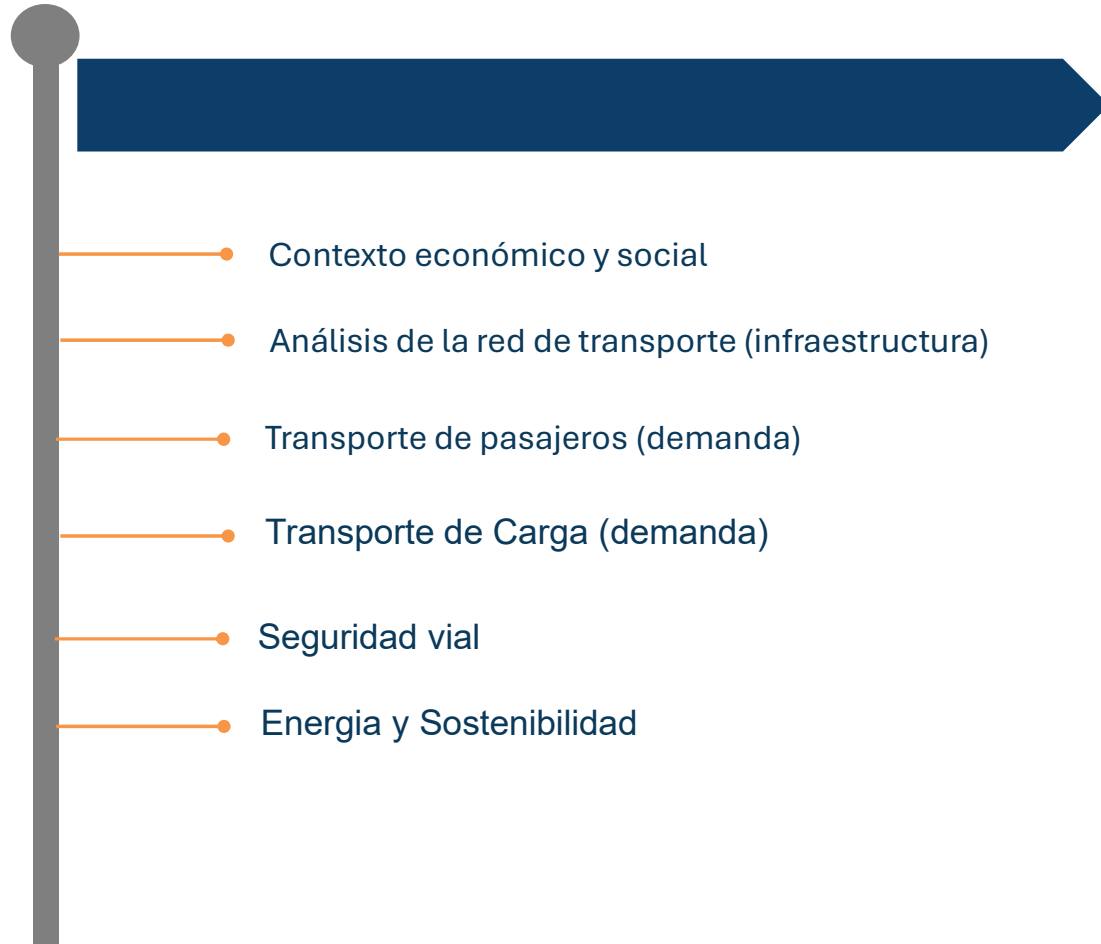 Contexto económico y social
Análisis de la red de transporte (infraestructura)
Transporte de pasajeros (demanda)
Transporte de Carga (demanda)
Seguridad vial
Energia y Sostenibilidad